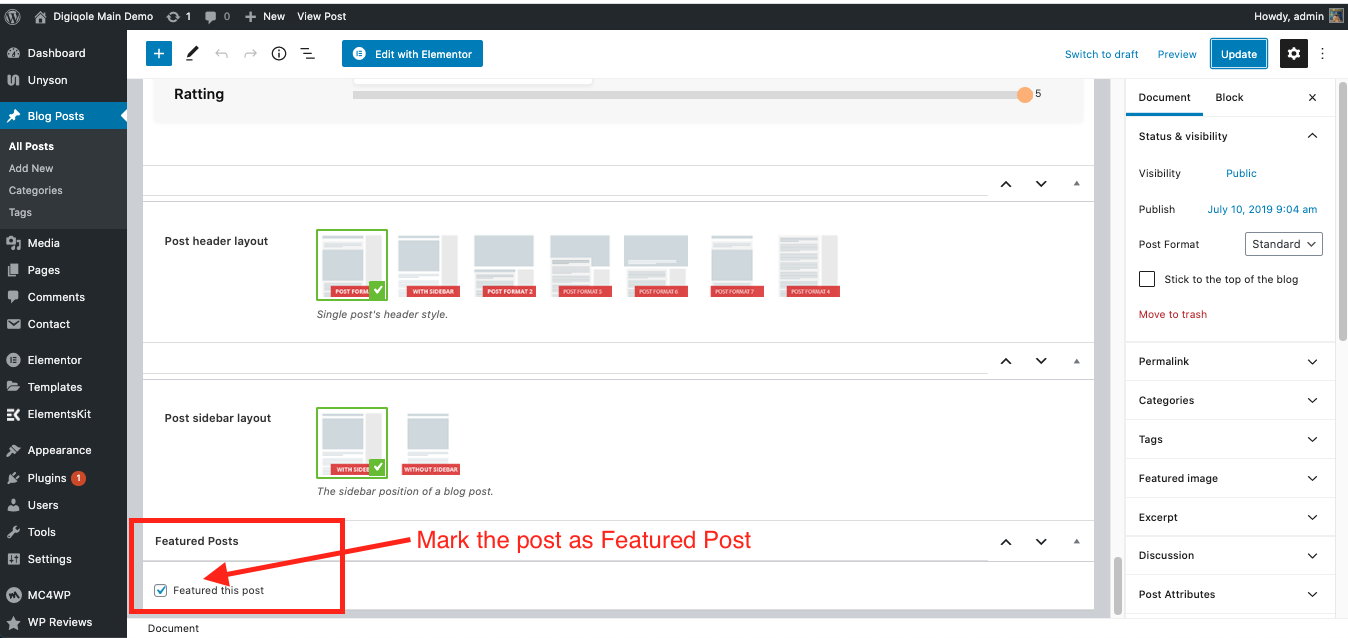 Digiqole Main Demo 1 0 New View Post Howdy, admin
Dashboard
Unyson
Blog Posts
All Posts
Add New
Categories
Tags
Media
Pages
Comments
Contact
Elementor
Templates
ElementsKit
Appearance
Plugins 1
Users
Tools
Settings
MC4WP
WP Reviews
Edit with Elementor
Switch to draft Preview Update
Ratting 5
Post header layout
POST FORM
WITH SIDEBAR
POST FORMAT 2
POST FORMAT 5
POST FORMAT 6
POST FORMAT 7
POST FORMAT 4
Single post's header style.
Post sidebar layout
WITH SIDEB
WITHOUT SIDEBAR
The sidebar position of a blog post.
Featured Posts
Mark the post as Featured Post
Featured this post
Document
Document Block
Status & visibility
Visibility Public
Publish July 10, 2019 9:04 am
Post Format Standard
Stick to the top of the blog
Move to trash
Permalink
Categories
Tags
Featured image
Excerpt
Discussion
Post Attributes